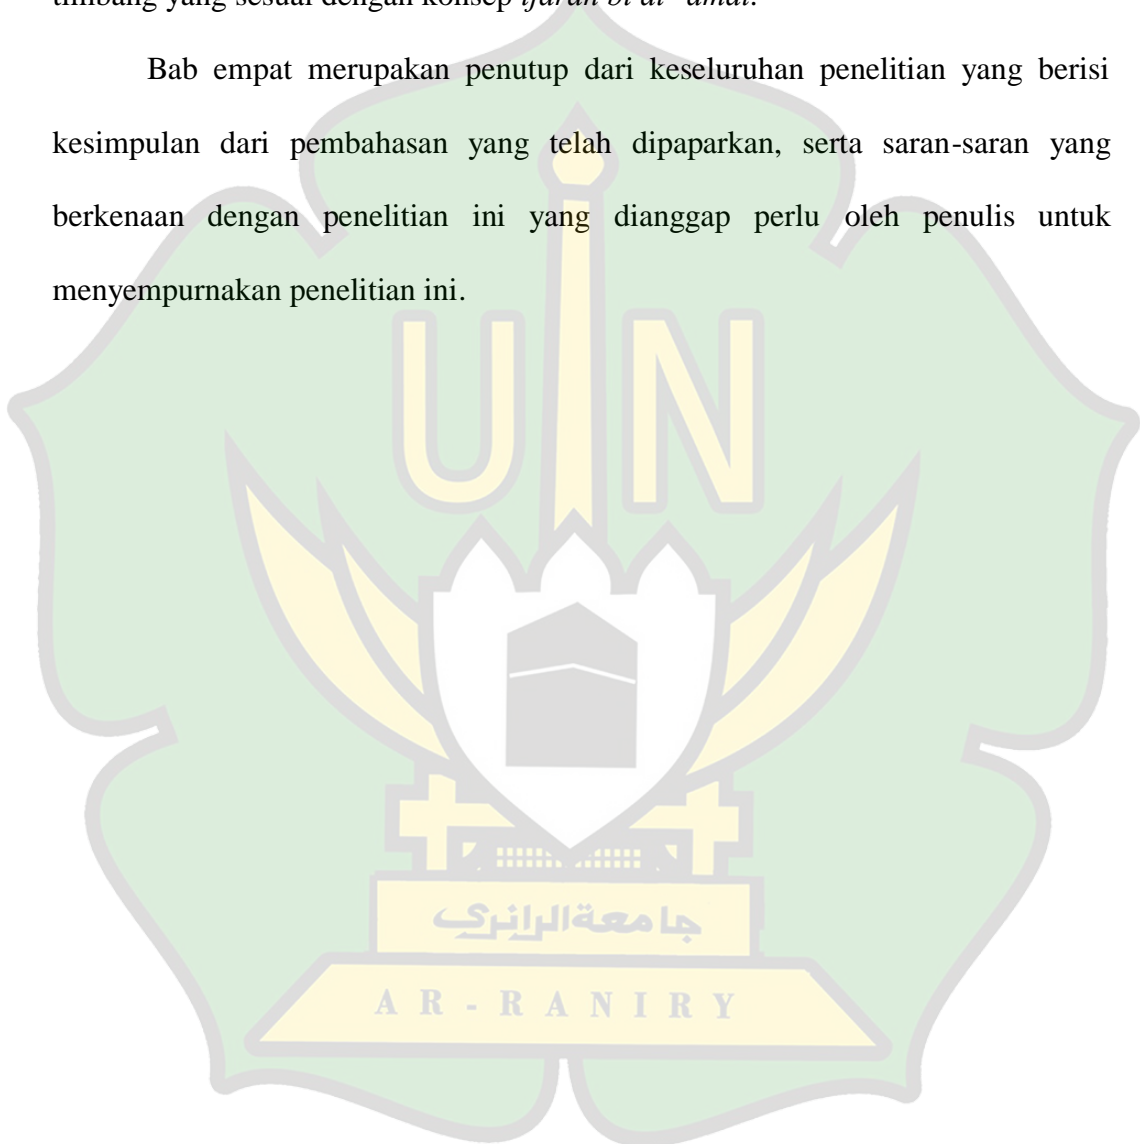 timbang yang sesuai dengan konsep ijarah bi al-'amal.
Bab empat merupakan penutup dari keseluruhan penelitian yang berisi
kesimpulan dari pembahasan yang telah dipaparkan, serta saran-saran yang
berkenaan dengan penelitian ini yang dianggap perlu oleh penulis untuk
menyempurnakan penelitian ini.
UIN
جامعةالرانرى
AR-RANIRY